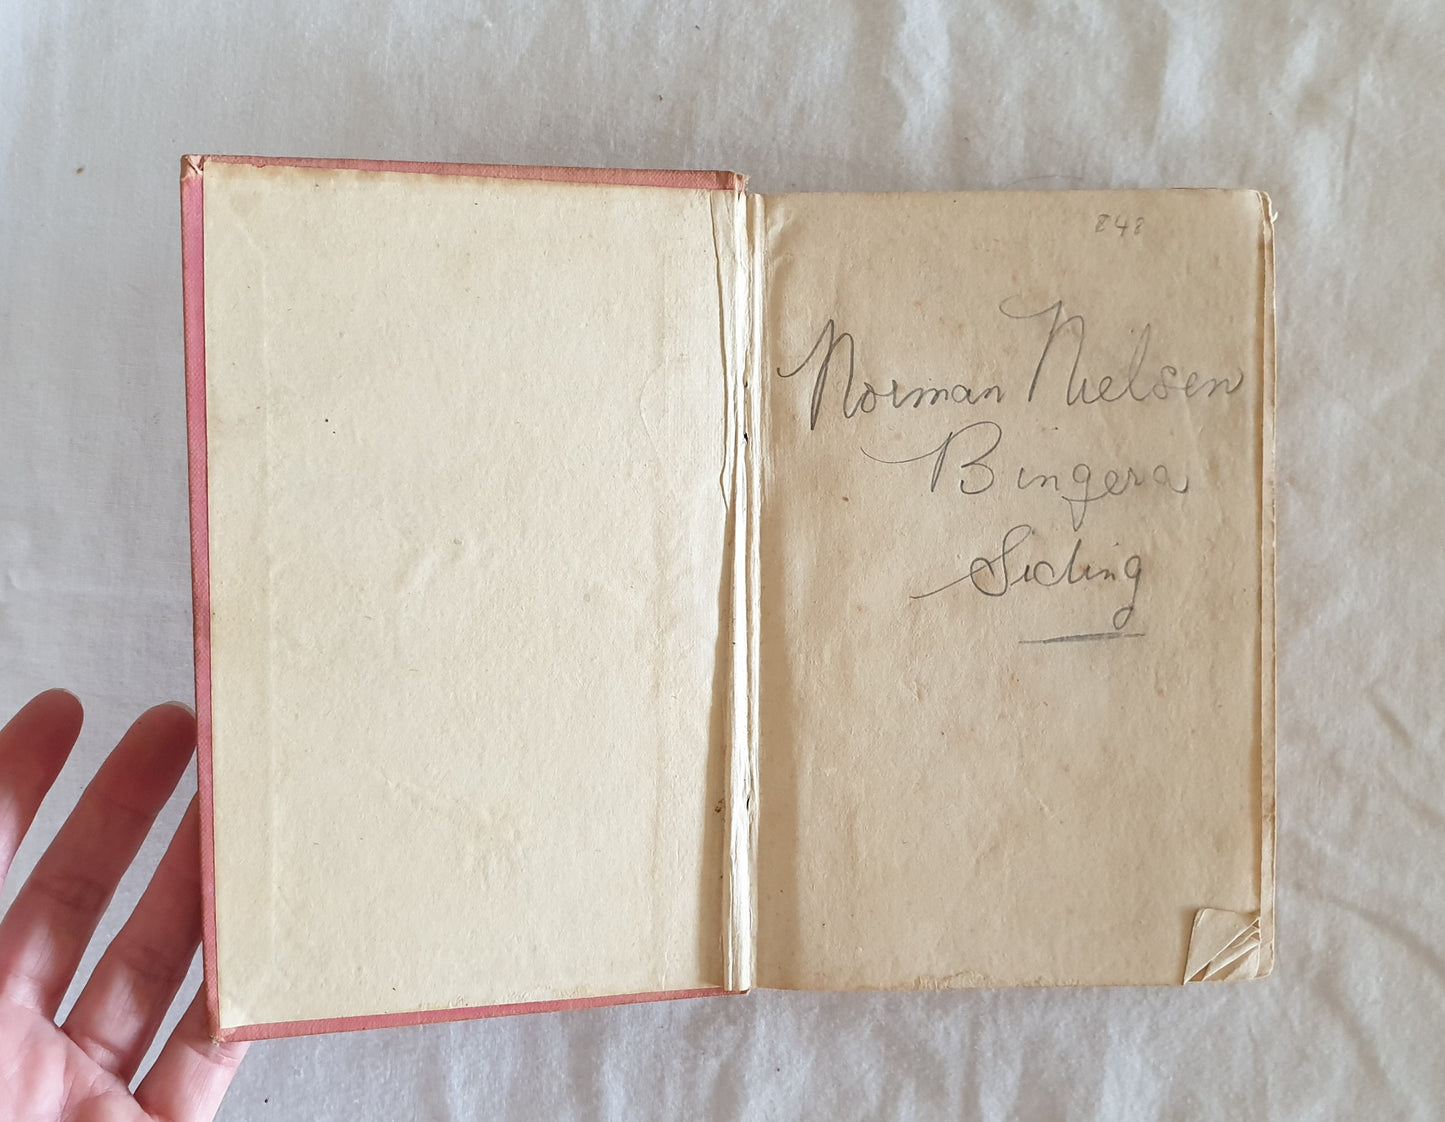 848
Norman Nielsen
Bingera
Siding